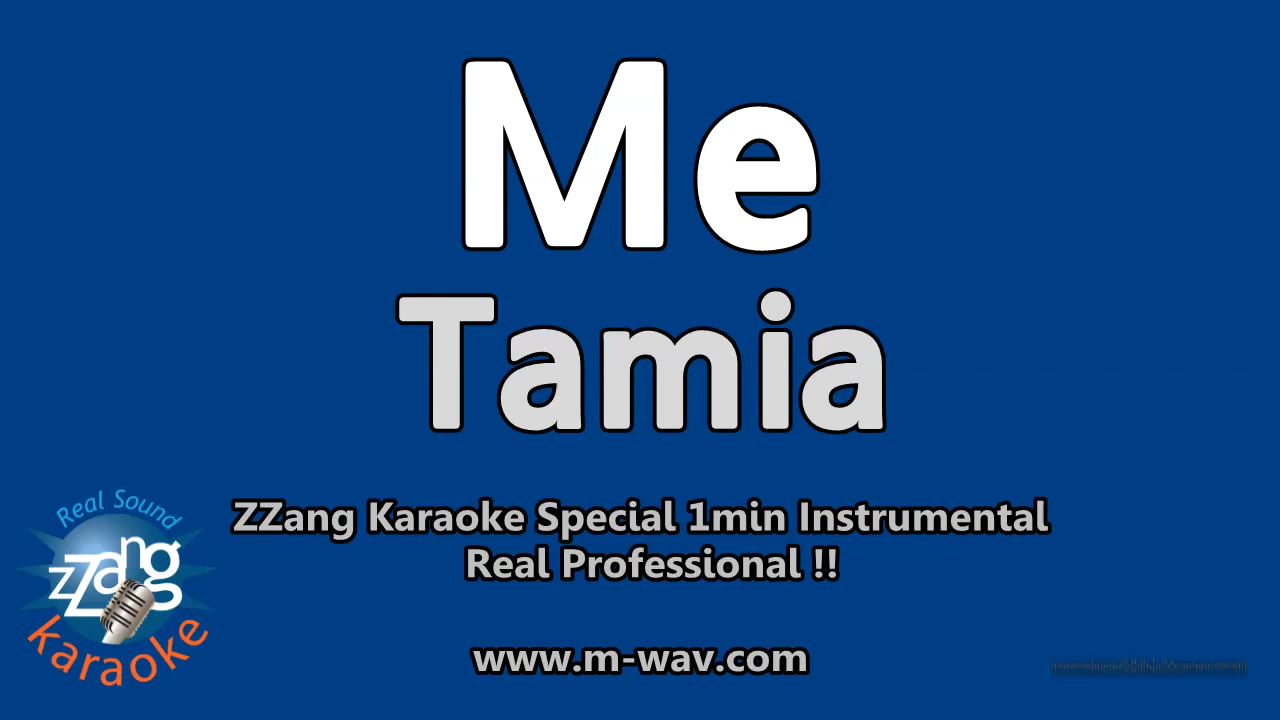 Me
Tamia
ZZang Karaoke Special 1min Instrumental
Real Professional !!
Real Sound
zZang
karaoke
www.m-wav.com